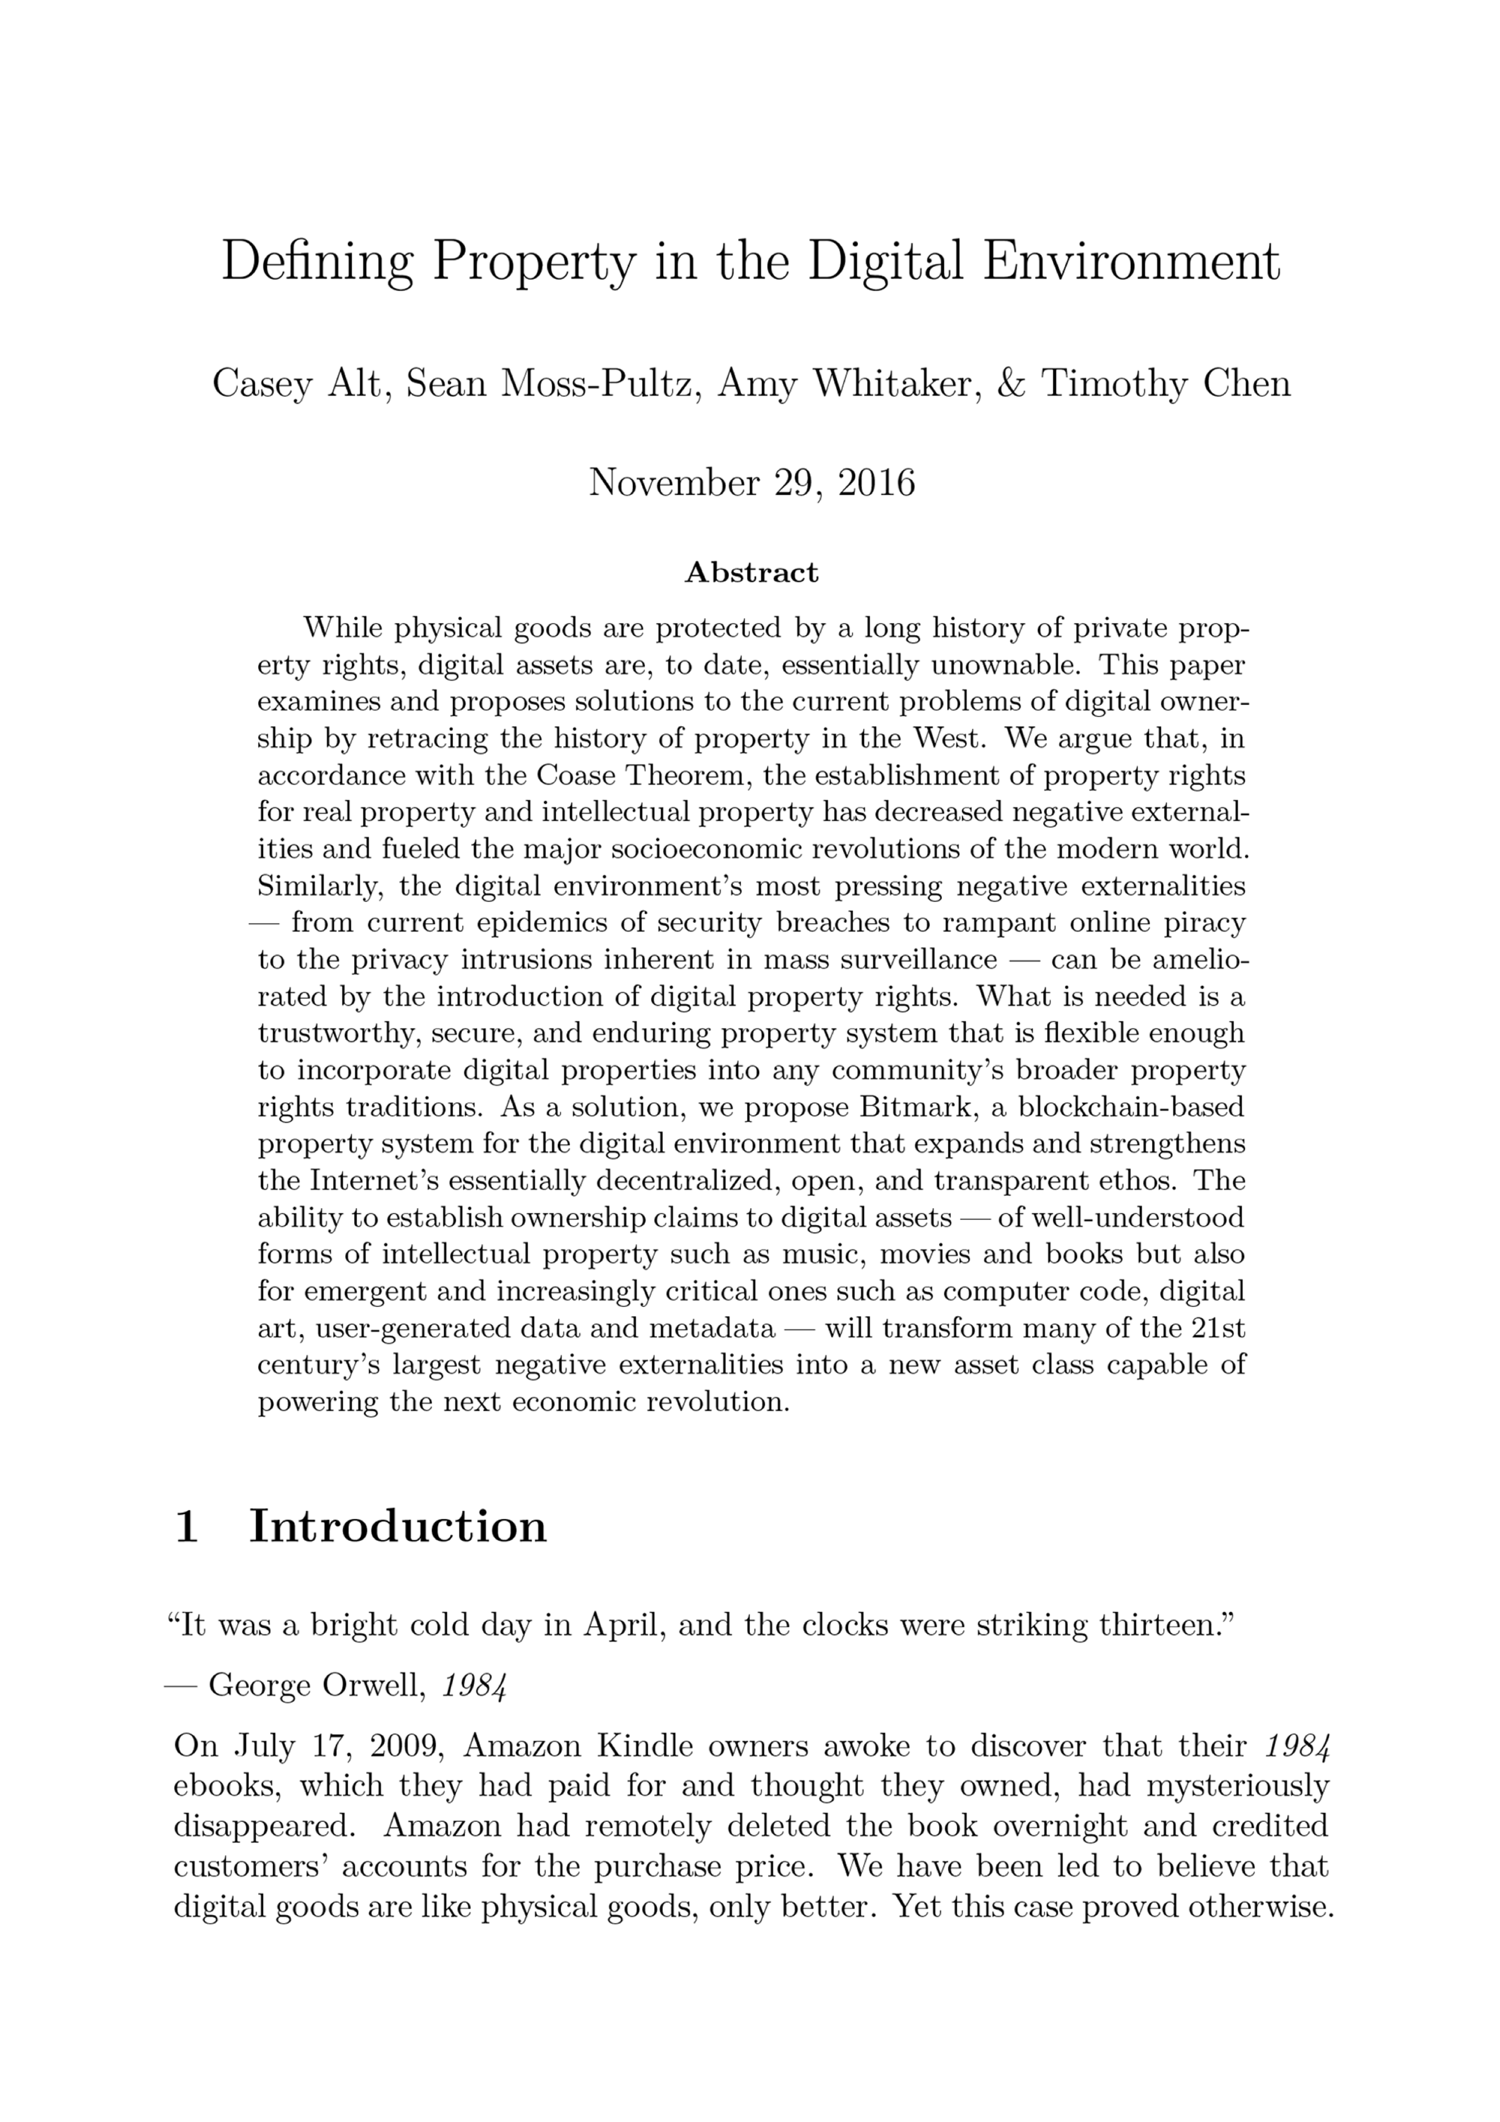 Defining Property in the Digital Environment
Casey Alt, Sean Moss-Pultz, Amy Whitaker, & Timothy Chen
November 29, 2016
Abstract
While physical goods are protected by a long history of private prop-
erty rights, digital assets are, to date, essentially unownable. This paper
examines and proposes solutions to the current problems of digital owner-
ship by retracing the history of property in the West. We argue that, in
accordance with the Coase Theorem, the establishment of property rights
for real property and intellectual property has decreased negative external-
ities and fueled the major socioeconomic revolutions of the modern world.
Similarly, the digital environment’s most pressing negative externalities
— from current epidemics of security breaches to rampant online piracy
to the privacy intrusions inherent in mass surveillance — can be amelio-
rated by the introduction of digital property rights. What is needed is a
trustworthy, secure, and enduring property system that is flexible enough
to incorporate digital properties into any community’s broader property
rights traditions. As a solution, we propose Bitmark, a blockchain-based
property system for the digital environment that expands and strengthens
the Internet’s essentially decentralized, open, and transparent ethos. The
ability to establish ownership claims to digital assets — of well-understood
forms of intellectual property such as music, movies and books but also
for emergent and increasingly critical ones such as computer code, digital
art, user-generated data and metadata — will transform many of the 21st
century’s largest negative externalities into a new asset class capable of
powering the next economic revolution.
1 Introduction
“It was a bright cold day in April, and the clocks were striking thirteen.”
— George Orwell, 1984
On July 17, 2009, Amazon Kindle owners awoke to discover that their 1984
ebooks, which they had paid for and thought they owned, had mysteriously
disappeared. Amazon had remotely deleted the book overnight and credited
customers’ accounts for the purchase price. We have been led to believe that
digital goods are like physical goods, only better. Yet this case proved otherwise.